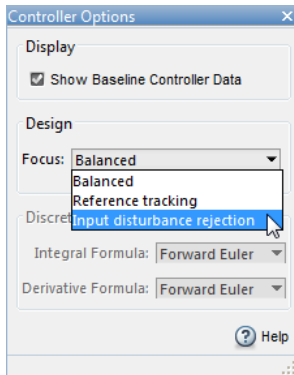 Controller Options
Display
Show Baseline Controller Data
Design
Focus: Balanced
Balanced
Reference tracking
Input disturbance rejection
Discret
Integral Formula: Forward Euler
Derivative Formula: Forward Euler
Help